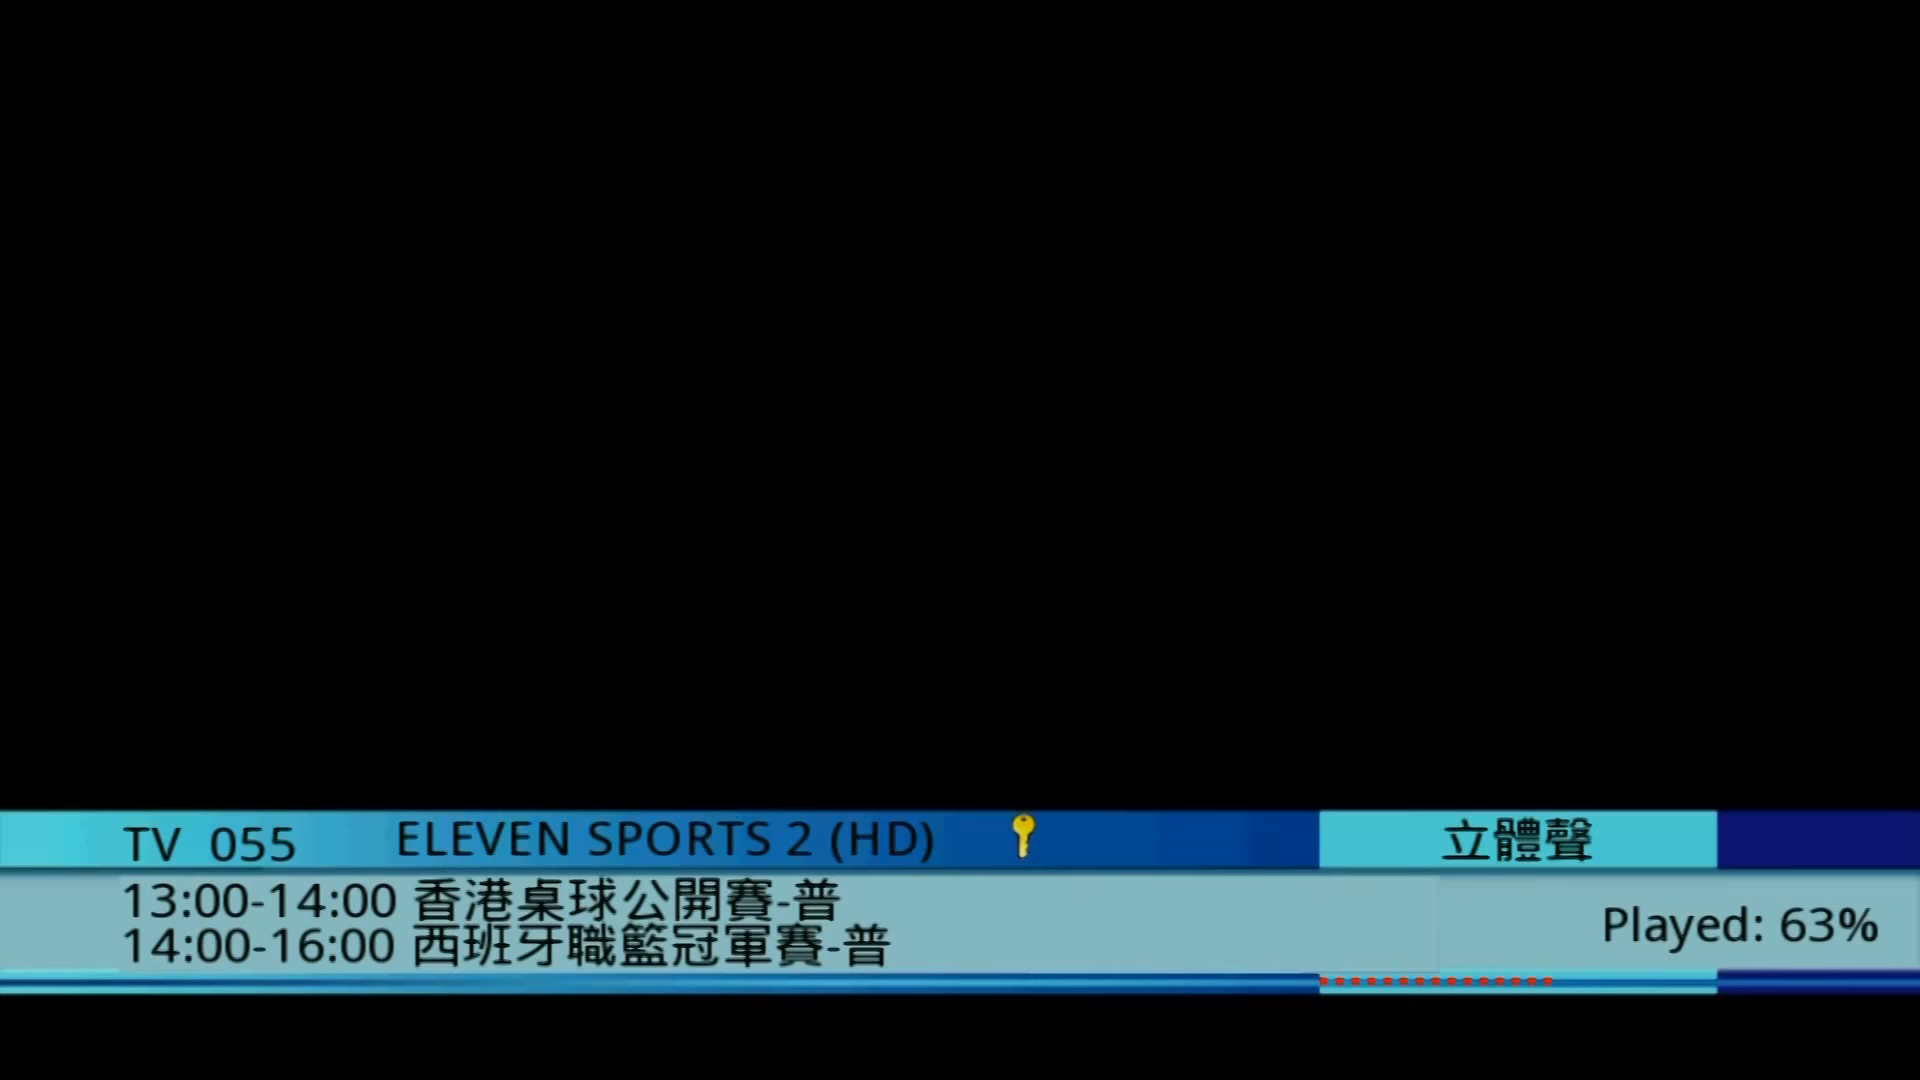 TV 055 ELEVEN SPORTS 2 (HD) 立體聲
13:00-14:00 香港桌球公開賽-普
14:00-16:00 西班牙職籃冠軍賽-普
Played: 63%